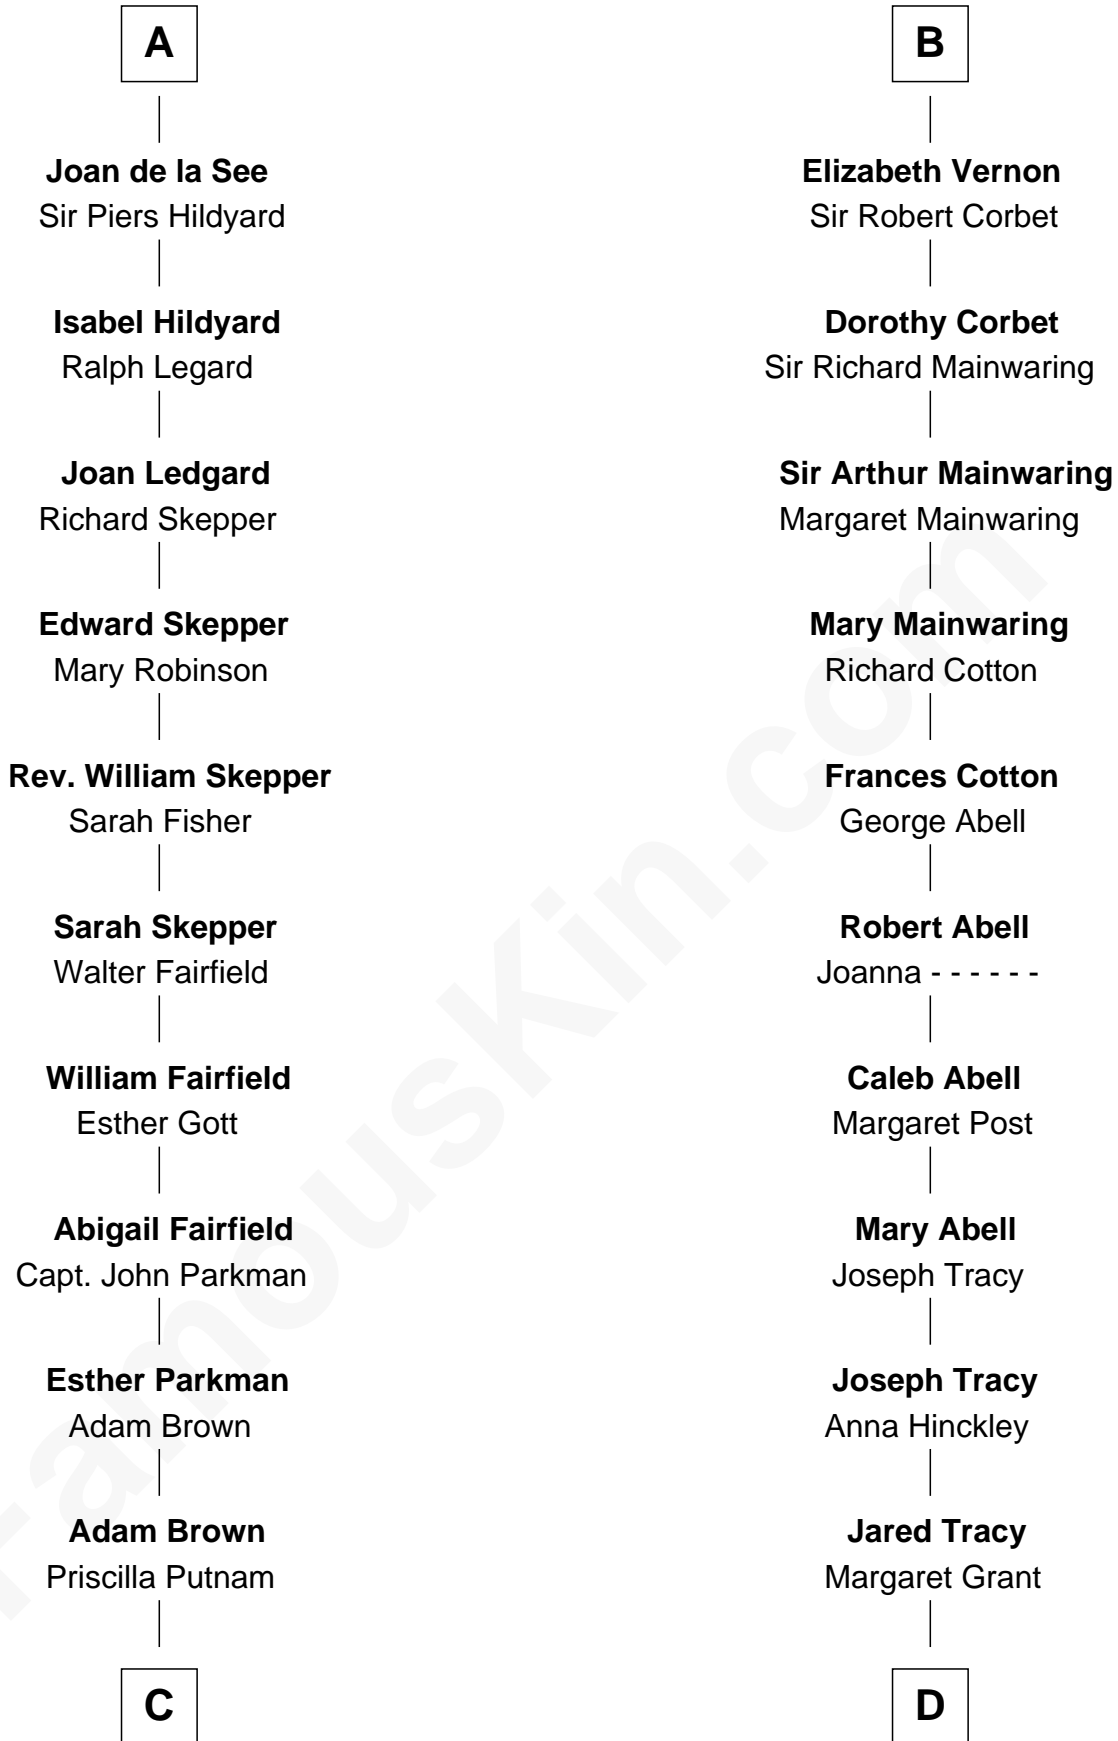 A
Joan de la See
Sir Piers Hildyard
Isabel Hildyard
Ralph Legard
Joan Ledgard
Richard Skepper
Edward Skepper
Mary Robinson
Rev. William Skepper
Sarah Fisher
Sarah Skepper
Walter Fairfield
William Fairfield
Esther Gott
Abigail Fairfield
Capt. John Parkman
Esther Parkman
Adam Brown
Adam Brown
Priscilla Putnam
C
B
Elizabeth Vernon
Sir Robert Corbet
Dorothy Corbet
Sir Richard Mainwaring
Sir Arthur Mainwaring
Margaret Mainwaring
Mary Mainwaring
Richard Cotton
Frances Cotton
George Abell
Robert Abell
Joanna - - - - - -
Caleb Abell
Margaret Post
Mary Abell
Joseph Tracy
Joseph Tracy
Anna Hinckley
Jared Tracy
Margaret Grant
D
FamousKin.com